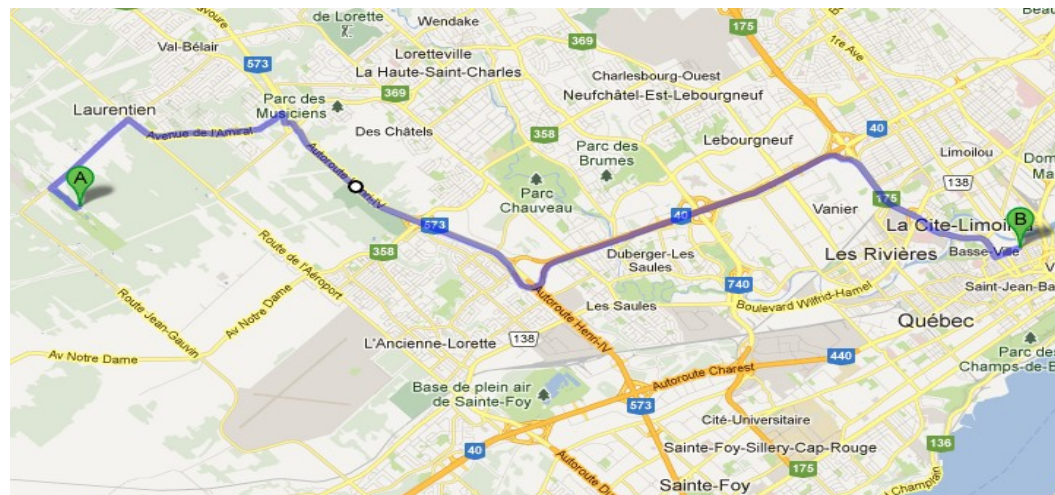 de Lorette
Wendake
175
1re Ave
Val-Bélair
573
Loretteville
369
La Haute-Saint-Charles
Charlesbourg-Ouest
Laurentien
Parc des
Musiciens
369
Neufchâtel-Est-Lebourgneuf
Avenue de l'Amiral
Des Châtels
358
Parc des
Brumes
Lebourgneuf
40
Limoilou
A
Autoroute Henri-IV
Parc
Chauveau
138
Vanier
175
573
40
La Cite-Limoilou
B
358
Duberger-Les
Saules
Les Rivières
Basse-Ville
Route de l'Aéroport
740
Saint-Jean-Ba
Route Jean-Gauvin
Av Notre Dame
Les Saules
Boulevard Wilfrid-Hamel
Autoroute Henri-IV
Québec
L'Ancienne-Lorette
138
Av Notre Dame
440
Parc des
Champs-de-B
Base de plein air
de Sainte-Foy
Autoroute Charest
573
Cité-Universitaire
40
Sainte-Foy-Sillery-Cap-Rouge
136
175
Sainte-Foy
Champlain